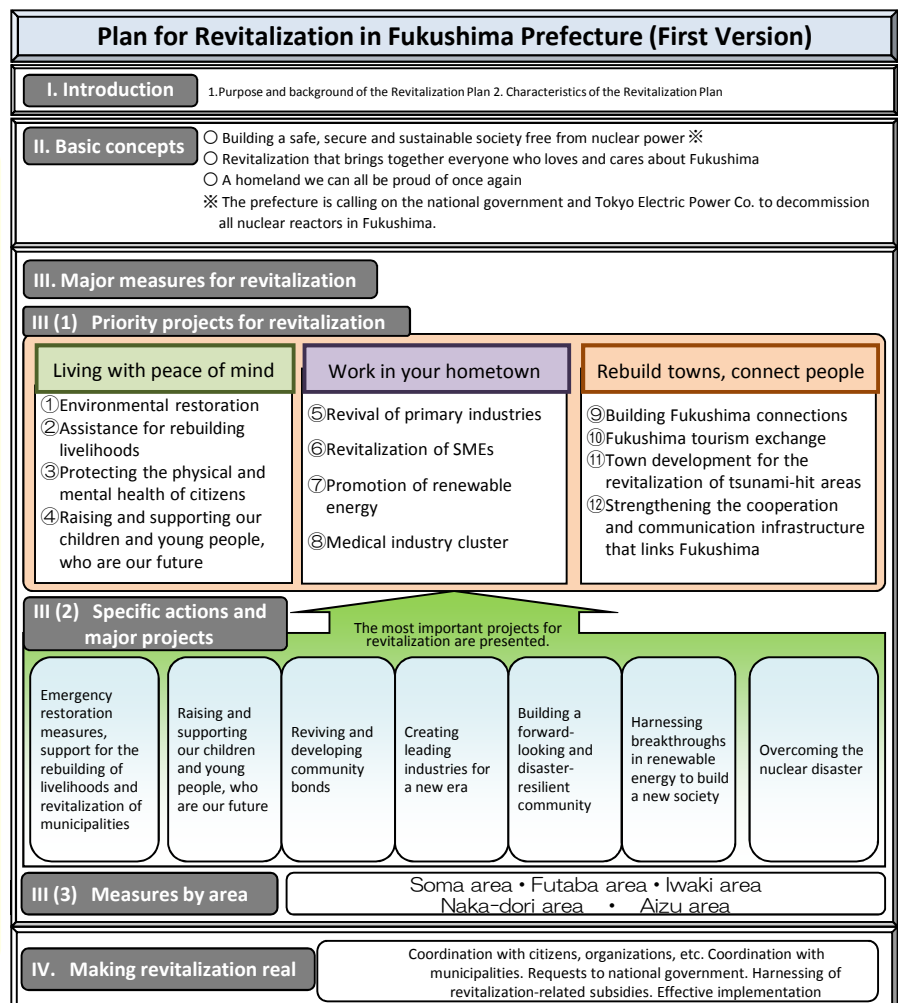 Plan for Revitalization in Fukushima Prefecture (First Version)
I. Introduction
1.Purpose and background of the Revitalization Plan 2. Characteristics of the Revitalization Plan
II. Basic concepts
○ Building a safe, secure and sustainable society free from nuclear power ※
○ Revitalization that brings together everyone who loves and cares about Fukushima
○ A homeland we can all be proud of once again
※ The prefecture is calling on the national government and Tokyo Electric Power Co. to decommission
all nuclear reactors in Fukushima.
III. Major measures for revitalization
III (1) Priority projects for revitalization
Living with peace of mind
①Environmental restoration
②Assistance for rebuilding
livelihoods
③Protecting the physical and
mental health of citizens
④Raising and supporting our
children and young people,
who are our future
Work in your hometown
⑤Revival of primary industries
⑥Revitalization of SMEs
⑦Promotion of renewable
energy
⑧Medical industry cluster
Rebuild towns, connect people
⑨Building Fukushima connections
⑩Fukushima tourism exchange
⑪Town development for the
revitalization of tsunami-hit areas
⑫Strengthening the cooperation
and communication infrastructure
that links Fukushima
III (2) Specific actions and
major projects
The most important projects for
revitalization are presented.
Emergency
restoration
measures,
support for the
rebuilding of
livelihoods and
revitalization of
municipalities
Raising and
supporting
our children
and young
people, who
are our future
Reviving and
developing
community
bonds
Creating
leading
industries for
a new era
Building a
forward-
looking and
disaster-
resilient
community
Harnessing
breakthroughs
in renewable
energy to build
a new society
Overcoming the
nuclear disaster
III (3) Measures by area
Soma area・Futaba area・Iwaki area
Naka-dori area ・ Aizu area
IV. Making revitalization real
Coordination with citizens, organizations, etc. Coordination with
municipalities. Requests to national government. Harnessing of
revitalization-related subsidies. Effective implementation